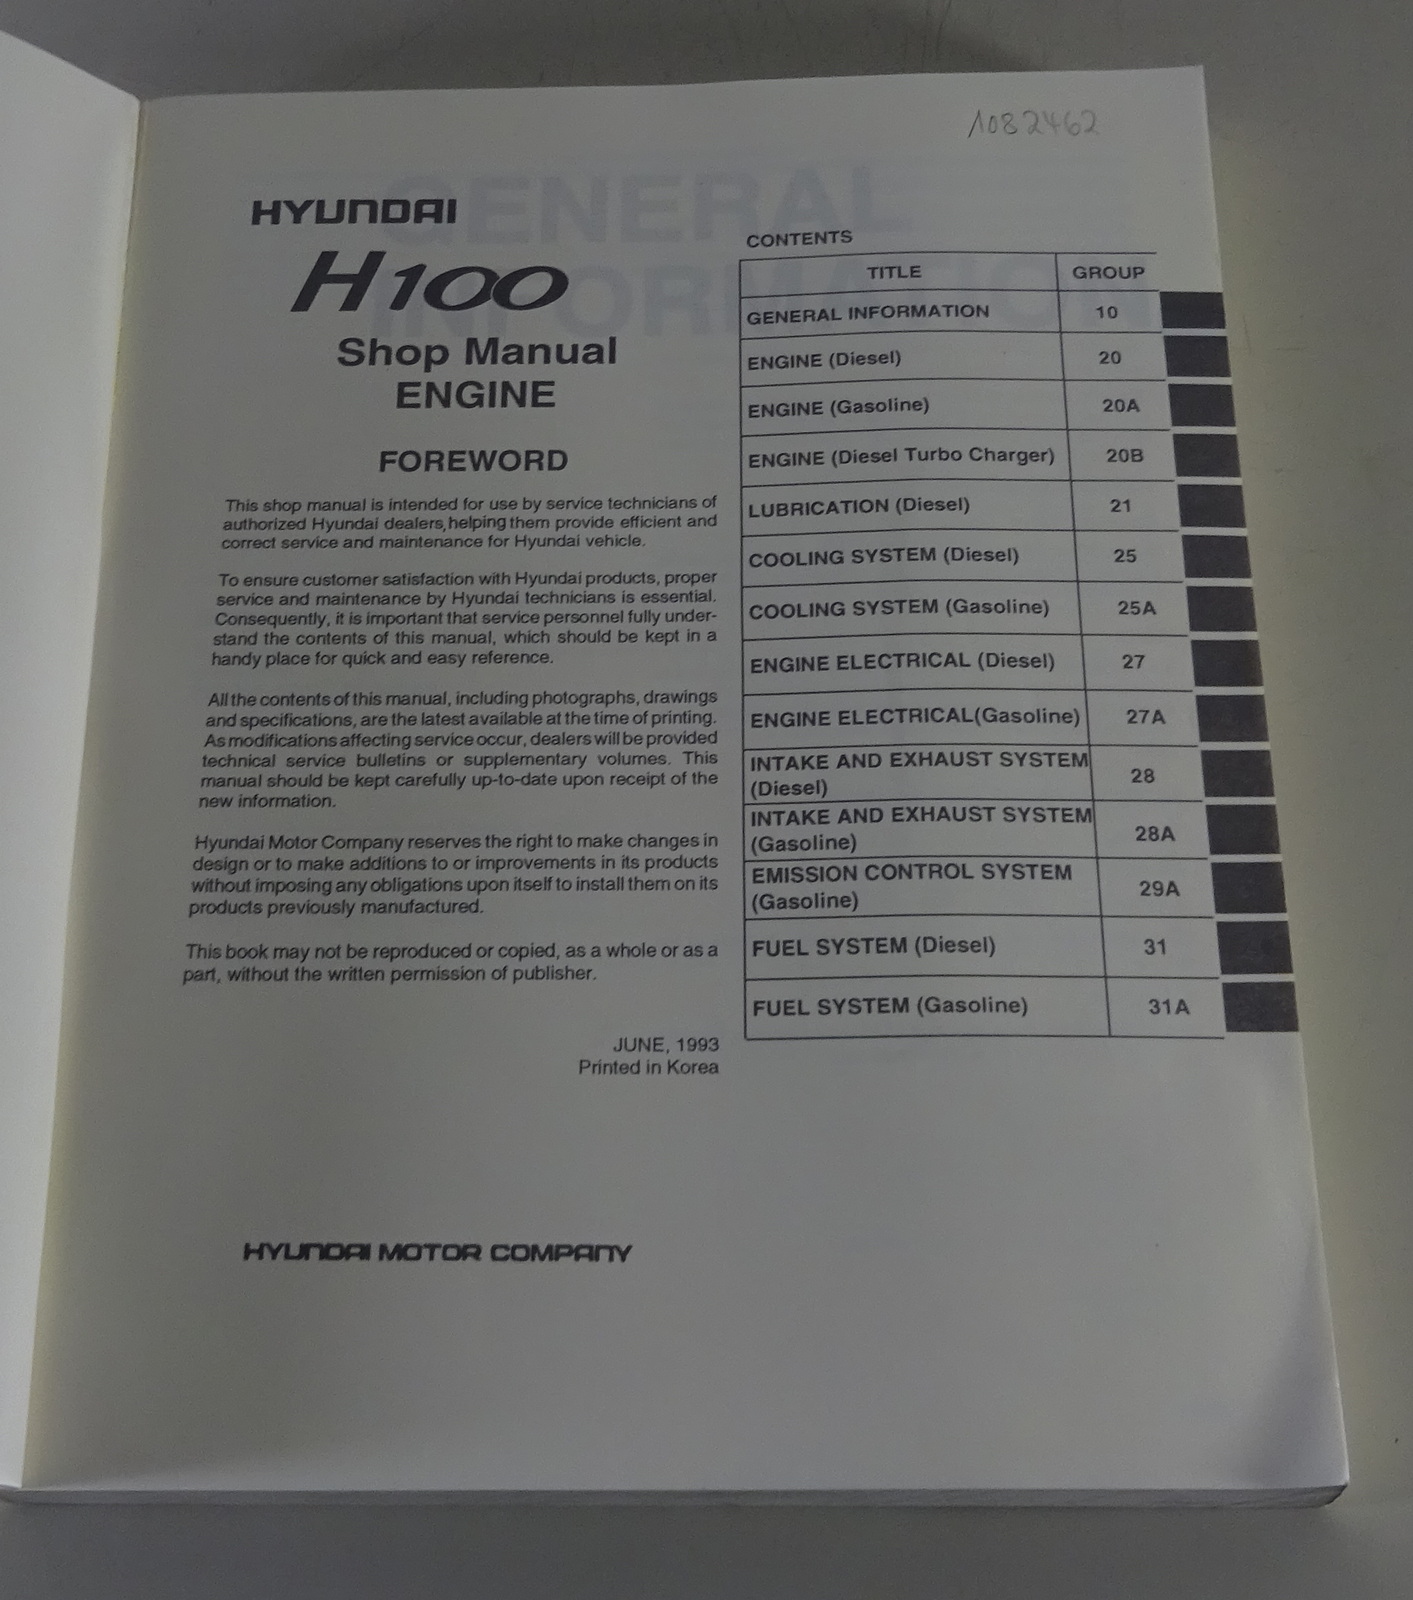 1082462
HYUNDAI
H100
Shop Manual
ENGINE
FOREWORD
This shop manual is intended for use by service technicians of
authorized Hyundai dealers, helping them provide efficient and
correct service and maintenance for Hyundai vehicle.
To ensure customer satisfaction with Hyundai products, proper
service and maintenance by Hyundai technicians is essential.
Consequently, it is important that service personnel fully under-
stand the contents of this manual, which should be kept in a
handy place for quick and easy reference.
All the contents of this manual, including photographs, drawings
and specifications, are the latest available at the time of printing.
As modifications affecting service occur, dealers will be provided
technical service bulletins or supplementary volumes. This
manual should be kept carefully up-to-date upon receipt of the
new information.
Hyundai Motor Company reserves the right to make changes in
design or to make additions to or improvements in its products
without imposing any obligations upon itself to install them on its
products previously manufactured.
This book may not be reproduced or copied, as a whole or as a
part, without the written permission of publisher.
JUNE, 1993
Printed in Korea
HYUNDAI MOTOR COMPANY
CONTENTS
TITLE GROUP
GENERAL INFORMATION 10
ENGINE (Diesel) 20
ENGINE (Gasoline) 20A
ENGINE (Diesel Turbo Charger) 20B
LUBRICATION (Diesel) 21
COOLING SYSTEM (Diesel) 25
COOLING SYSTEM (Gasoline) 25A
ENGINE ELECTRICAL (Diesel) 27
ENGINE ELECTRICAL(Gasoline) 27A
INTAKE AND EXHAUST SYSTEM
(Diesel) 28
INTAKE AND EXHAUST SYSTEM
(Gasoline) 28A
EMISSION CONTROL SYSTEM
(Gasoline) 29A
FUEL SYSTEM (Diesel) 31
FUEL SYSTEM (Gasoline) 31A
GENERAL
INFORMATION